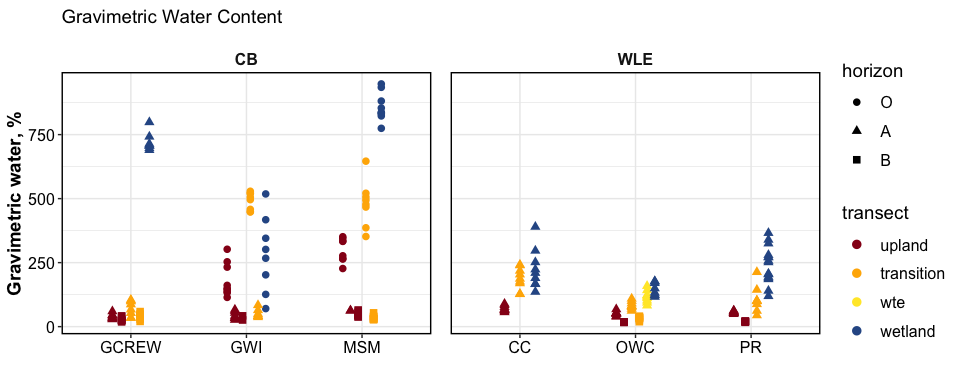 Gravimetric Water Content
CB
WLE
Gravimetric water, %
750
500
250
0
GCREW
GWI
MSM
CC
OWC
PR
horizon
O
A
B
transect
upland
transition
wte
wetland